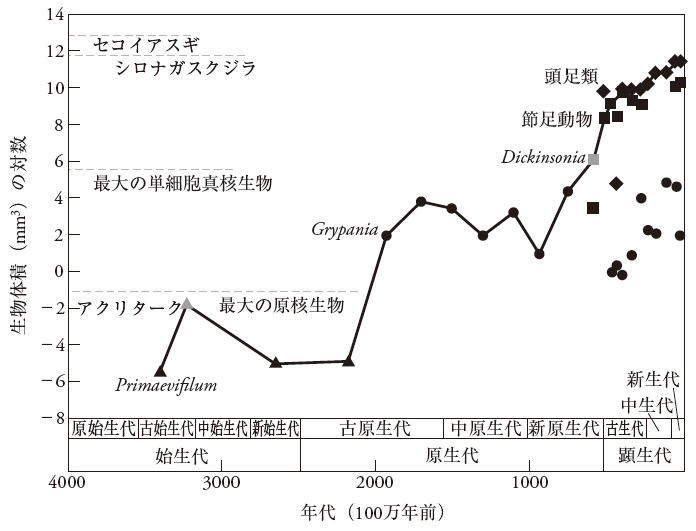 14
12
10
8
6
4
2
0
−2
−4
−6
−8
生物体積（mm³）の対数
セコイアスギ
シロナガスクジラ
頭足類
節足動物
Dickinsonia
最大の単細胞真核生物
Grypania
アクリターク
最大の原核生物
Primaevifilum
新生代
中生代
原始生代 古始生代 中始生代 新始生代 古原生代 中原生代 新原生代 古生代
始生代 原生代 顕生代
4000 3000 2000 1000
年代（100万年前）